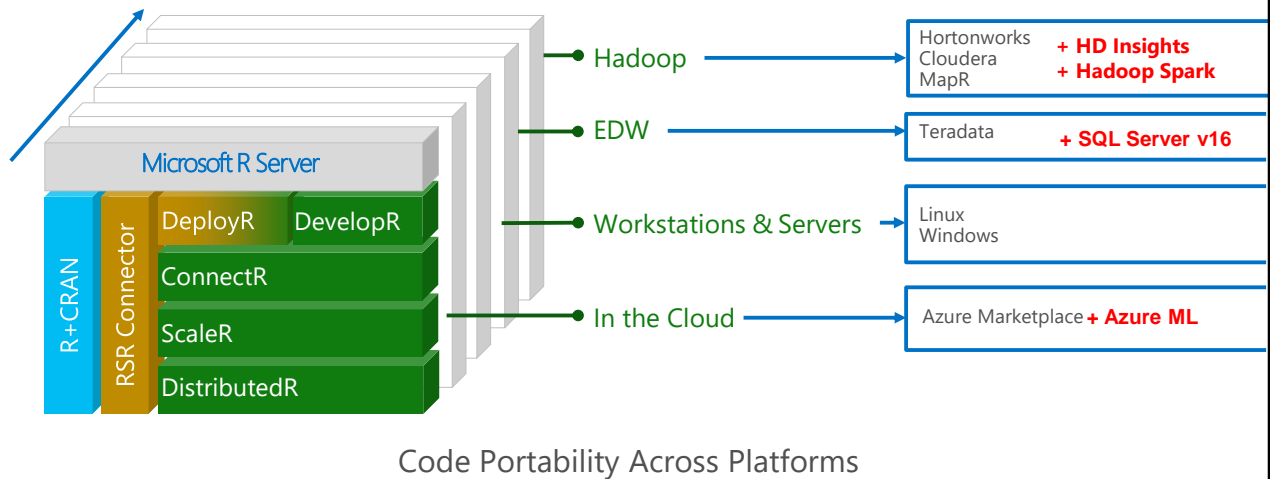 Microsoft R Server
R+CRAN
RSR Connector
DeployR
DevelopR
ConnectR
ScaleR
DistributedR
Hadoop
Hortonworks
Cloudera
MapR
+ HD Insights
+ Hadoop Spark
EDW
Teradata
+ SQL Server v16
Workstations & Servers
Linux
Windows
In the Cloud
Azure Marketplace + Azure ML
Code Portability Across Platforms